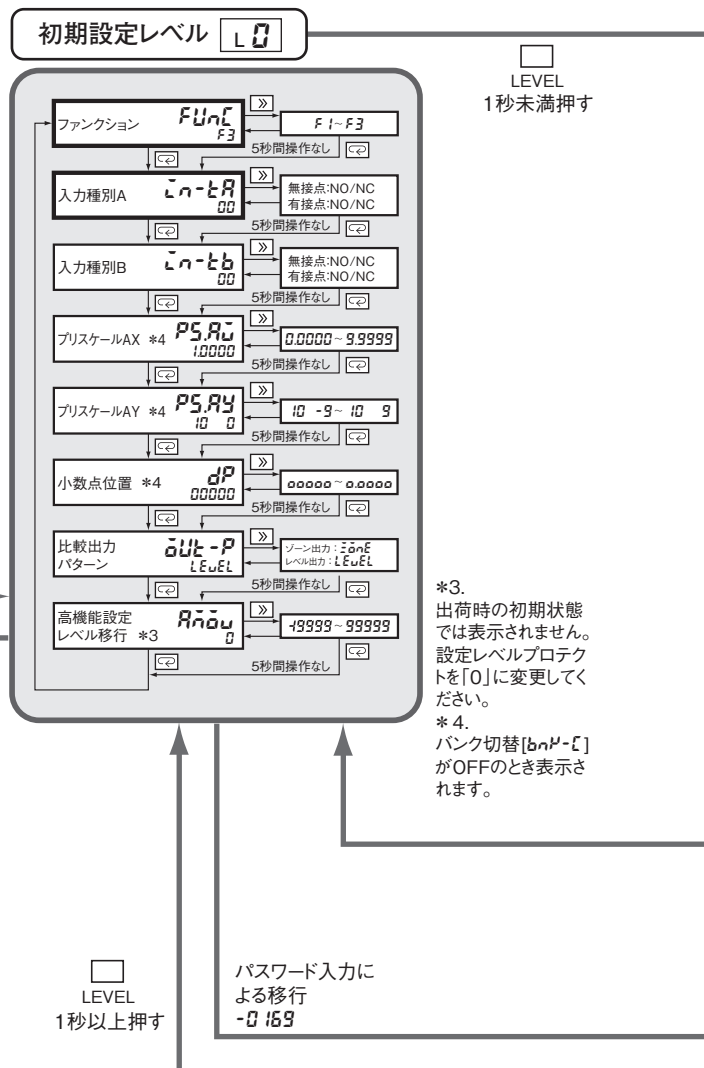 初期設定レベル L0
LEVEL
1秒未満押す
ファンクション FUnC
F3
F1~F3
5秒間操作なし
入力種別A in-tA
00
無接点:NO/NC
有接点:NO/NC
5秒間操作なし
入力種別B in-tb
00
無接点:NO/NC
有接点:NO/NC
5秒間操作なし
プリスケールAX *4 PS.AX
1.0000
0.0000~9.9999
5秒間操作なし
プリスケールAY *4 PS.AY
10 0
10 -9~10 9
5秒間操作なし
小数点位置 *4 dP
00000
ooooo~o.oooo
5秒間操作なし
比較出力
パターン oUt-P
LEvEL
ゾーン出力:ZonE
レベル出力:LEvEL
5秒間操作なし
高機能設定
レベル移行 *3 Amov
0
-19999~99999
5秒間操作なし
*3.
出荷時の初期状態
では表示されません。
設定レベルプロテク
トを「0」に変更してく
ださい。
*4.
バンク切替[bnK-C]
がOFFのとき表示さ
れます。
LEVEL
1秒以上押す
パスワード入力に
よる移行
-0169